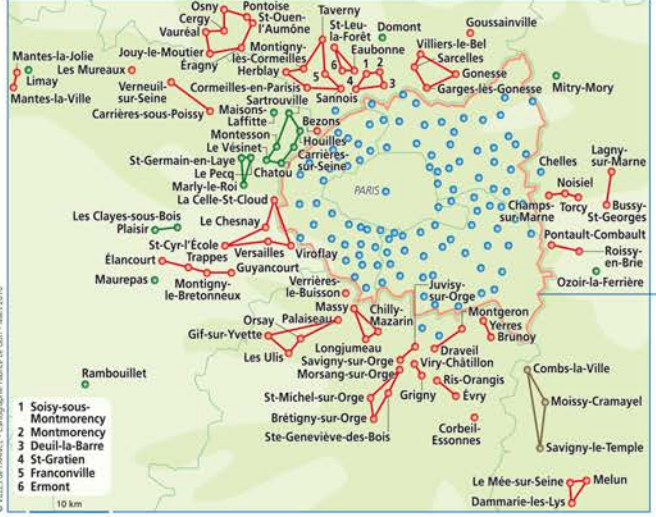 Osny
Pontoise
Cergy
St-Ouen-
l'Aumône
Vauréal
Jouy-le-Moutier
Éragny
Montigny-
lès-Cormeilles
Herblay
Cormeilles-en-Parisis
Taverny
St-Leu-
la-Forêt
Domont
Eaubonne
Sannois
1
2
3
4
5
6
Goussainville
Villiers-le-Bel
Sarcelles
Gonesse
Garges-lès-Gonesse
Mitry-Mory
Mantes-la-Jolie
Limay
Mantes-la-Ville
Les Mureaux
Verneuil-
sur-Seine
Carrières-sous-Poissy
Sartrouville
Maisons-
Laffitte
Bezons
Montesson
Houilles
Le Vésinet
Carrières-
sur-Seine
St-Germain-en-Laye
Chatou
Le Pecq
Marly-le-Roi
PARIS
Chelles
Lagny-
sur-Marne
Noisiel
Champs-
sur-Marne
Torcy
Bussy-
St-Georges
Pontault-Combault
Roissy-
en-Brie
Ozoir-la-Ferrière
La Celle-St-Cloud
Les Clayes-sous-Bois
Plaisir
Le Chesnay
St-Cyr-l'École
Versailles
Viroflay
Trappes
Élancourt
Guyancourt
Maurepas
Montigny-
le-Bretonneux
Verrières-
le-Buisson
Massy
Palaiseau
Orsay
Gif-sur-Yvette
Les Ulis
Chilly-
Mazarin
Longjumeau
Juvisy-
sur-Orge
Savigny-sur-Orge
Morsang-sur-Orge
Viry-Châtillon
Draveil
Montgeron
Yerres
Brunoy
Ris-Orangis
Évry
Grigny
St-Michel-sur-Orge
Brétigny-sur-Orge
Ste-Geneviève-des-Bois
Corbeil-
Essonnes
Combs-la-Ville
Moissy-Cramayel
Savigny-le-Temple
Le Mée-sur-Seine
Melun
Dammarie-les-Lys
Rambouillet
1 Soisy-sous-
Montmorency
2 Montmorency
3 Deuil-la-Barre
4 St-Gratien
5 Franconville
6 Ermont
10 km